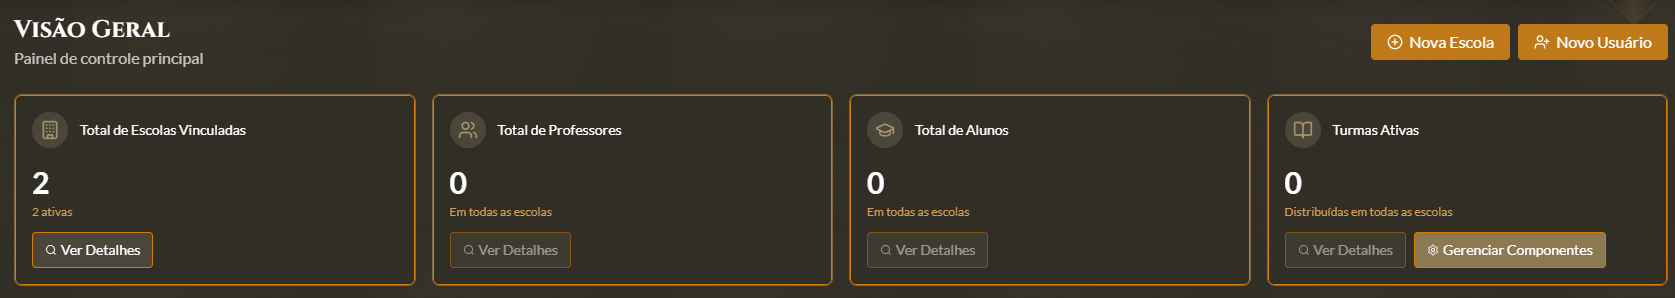 Visão Geral
Painel de controle principal
Nova Escola
Novo Usuário
Total de Escolas Vinculadas
2
2 ativas
Ver Detalhes
Total de Professores
0
Em todas as escolas
Ver Detalhes
Total de Alunos
0
Em todas as escolas
Ver Detalhes
Turmas Ativas
0
Distribuídas em todas as escolas
Ver Detalhes
Gerenciar Componentes